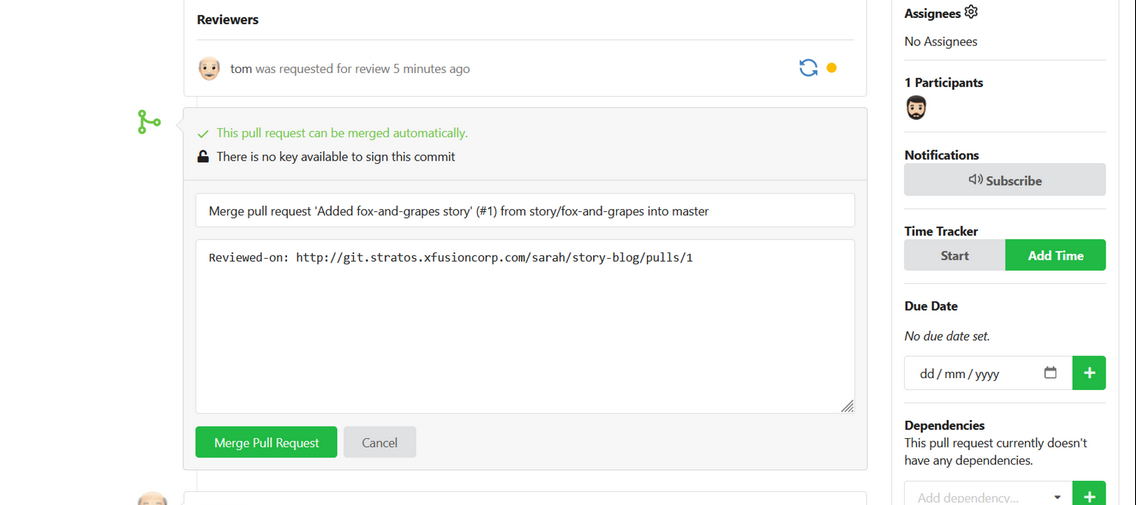 Reviewers
tom was requested for review 5 minutes ago
This pull request can be merged automatically.
There is no key available to sign this commit
Merge pull request 'Added fox-and-grapes story' (#1) from story/fox-and-grapes into master
Reviewed-on: http://git.stratos.xfusioncorp.com/sarah/story-blog/pulls/1
Merge Pull Request
Cancel
Assignees
No Assignees
1 Participants
Notifications
Subscribe
Time Tracker
Start
Add Time
Due Date
No due date set.
dd/mm/yyyy
+
Dependencies
This pull request currently doesn't
have any dependencies.
Add dependency...
+